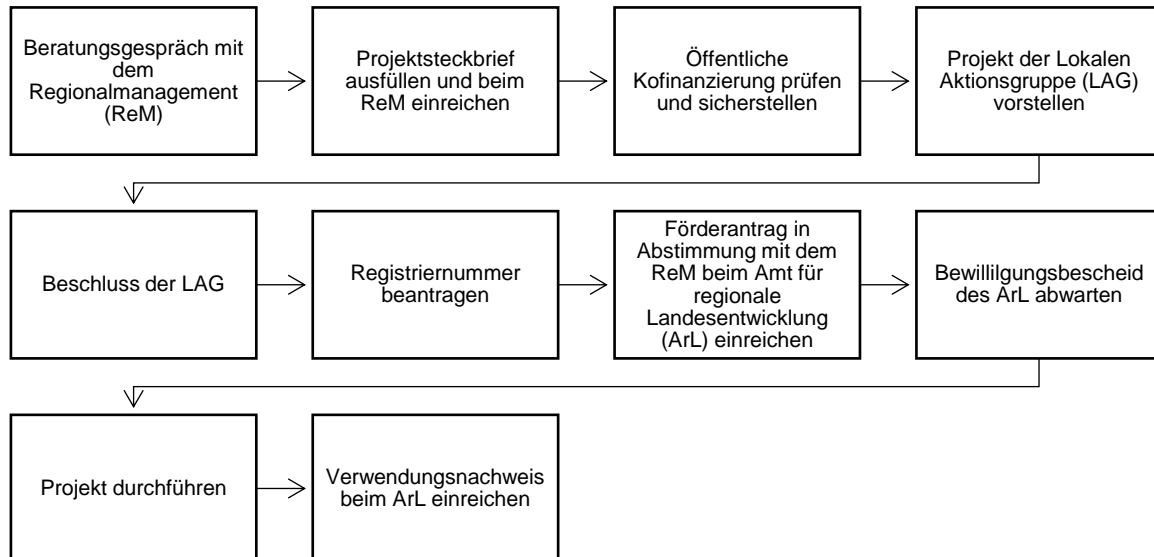 Beratungsgespräch mit
dem
Regionalmanagement
(ReM)
Projektsteckbrief
ausfüllen und beim
ReM einreichen
Öffentliche
Kofinanzierung prüfen
und sicherstellen
Projekt der Lokalen
Aktionsgruppe (LAG)
vorstellen
Beschluss der LAG
Registriernummer
beantragen
Förderantrag in
Abstimmung mit dem
ReM beim Amt für
regionale
Landesentwicklung
(ArL) einreichen
Bewillilgungsbescheid
des ArL abwarten
Projekt durchführen
Verwendungsnachweis
beim ArL einreichen